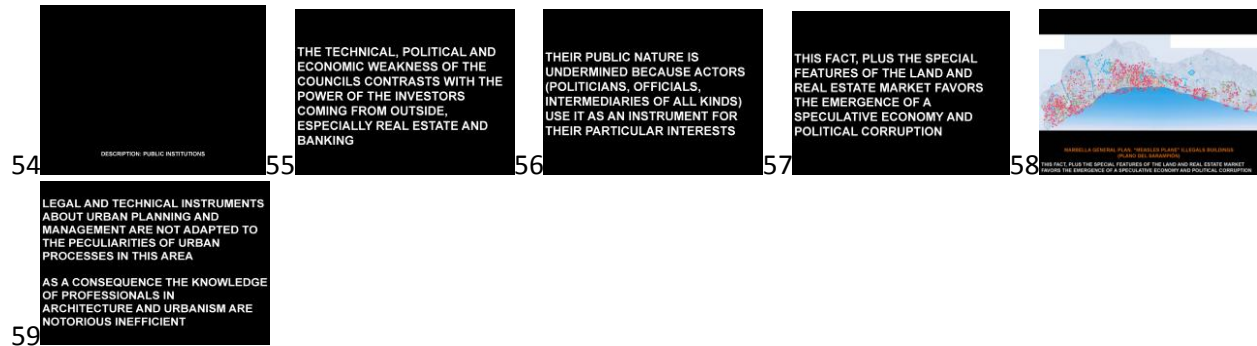 54
DESCRIPTION: PUBLIC INSTITUTIONS
55
THE TECHNICAL, POLITICAL AND
ECONOMIC WEAKNESS OF THE
COUNCILS CONTRASTS WITH THE
POWER OF THE INVESTORS
COMING FROM OUTSIDE,
ESPECIALLY REAL ESTATE AND
BANKING
56
THEIR PUBLIC NATURE IS
UNDERMINED BECAUSE ACTORS
(POLITICIANS, OFFICIALS,
INTERMEDIARIES OF ALL KINDS)
USE IT AS AN INSTRUMENT FOR
THEIR PARTICULAR INTERESTS
57
THIS FACT, PLUS THE SPECIAL
FEATURES OF THE LAND AND
REAL ESTATE MARKET FAVORS
THE EMERGENCE OF A
SPECULATIVE ECONOMY AND
POLITICAL CORRUPTION
58
MARBELLA GENERAL PLAN. "MEASLES PLANE" ILLEGALS BUILDINGS
(PLANO DEL SARAMPIÓN)
THIS FACT, PLUS THE SPECIAL FEATURES OF THE LAND AND REAL ESTATE MARKET
FAVORS THE EMERGENCE OF A SPECULATIVE ECONOMY AND POLITICAL CORRUPTION
59
LEGAL AND TECHNICAL INSTRUMENTS
ABOUT URBAN PLANNING AND
MANAGEMENT ARE NOT ADAPTED TO
THE PECULIARITIES OF URBAN
PROCESSES IN THIS AREA
AS A CONSEQUENCE THE KNOWLEDGE
OF PROFESSIONALS IN
ARCHITECTURE AND URBANISM ARE
NOTORIOUS INEFFICIENT